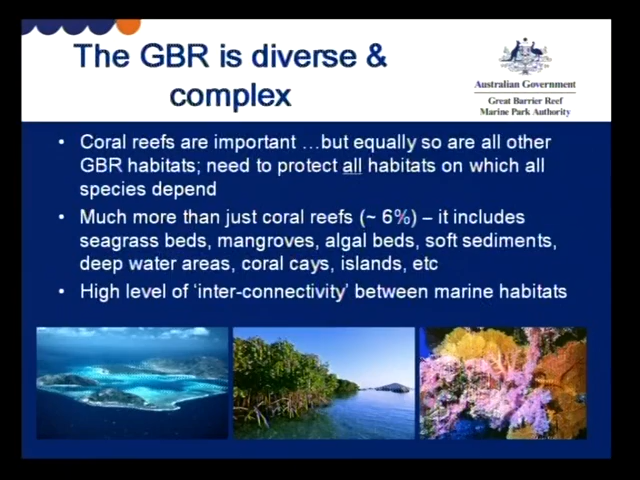 The GBR is diverse &
complex
Australian Government
Great Barrier Reef
Marine Park Authority
• Coral reefs are important …but equally so are all other
GBR habitats; need to protect all habitats on which all
species depend
• Much more than just coral reefs (~ 6%) – it includes
seagrass beds, mangroves, algal beds, soft sediments,
deep water areas, coral cays, islands, etc
• High level of ‘inter-connectivity’ between marine habitats